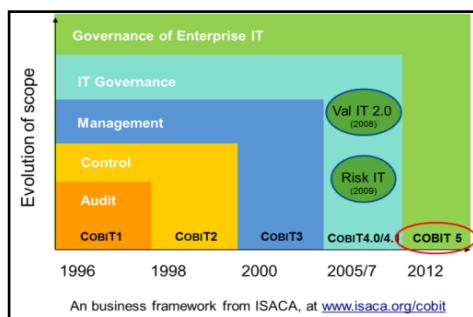 Evolution of scope
Governance of Enterprise IT
IT Governance
Management
Control
Audit
Val IT 2.0
(2008)
Risk IT
(2009)
COBIT1
COBIT2
COBIT3
COBIT4.0/4.1
COBIT 5
1996
1998
2000
2005/7
2012
An business framework from ISACA, at www.isaca.org/cobit